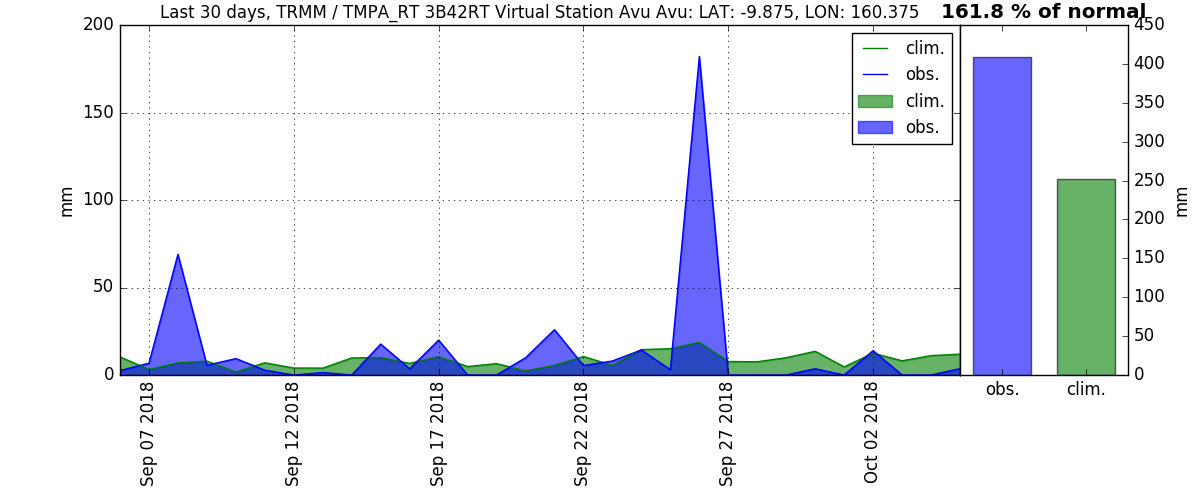 Last 30 days, TRMM / TMPA_RT 3B42RT Virtual Station Avu Avu: LAT: -9.875, LON: 160.375
161.8 % of normal
200
150
100
50
0
mm
clim.
obs.
clim.
obs.
Sep 07 2018
Sep 12 2018
Sep 17 2018
Sep 22 2018
Sep 27 2018
Oct 02 2018
450
400
350
300
250
200
150
100
50
0
mm
obs.
clim.